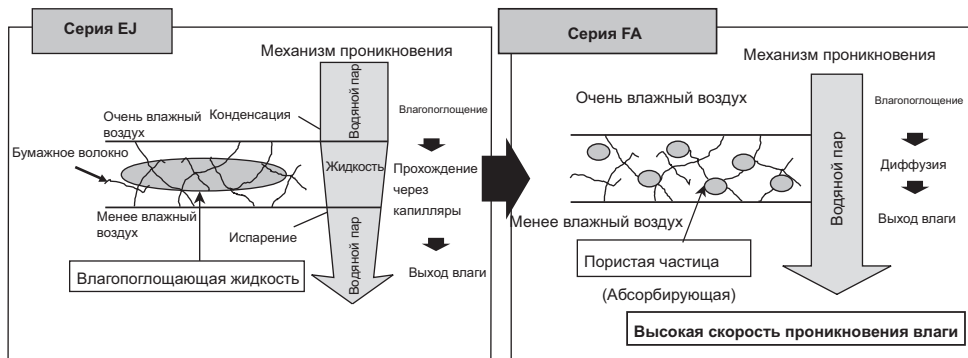 Серия EJ
Механизм проникновения
Водяной пар
Очень влажный
воздух
Конденсация
Влагопоглощение
Бумажное волокно
Жидкость
Прохождение
через
капилляры
Менее влажный
воздух
Испарение
Водяной пар
Влагопоглощающая жидкость
Выход влаги
Серия FA
Механизм проникновения
Очень влажный воздух
Влагопоглощение
Водяной пар
Диффузия
Менее влажный воздух
Выход влаги
Пористая частица
(Абсорбирующая)
Высокая скорость проникновения влаги